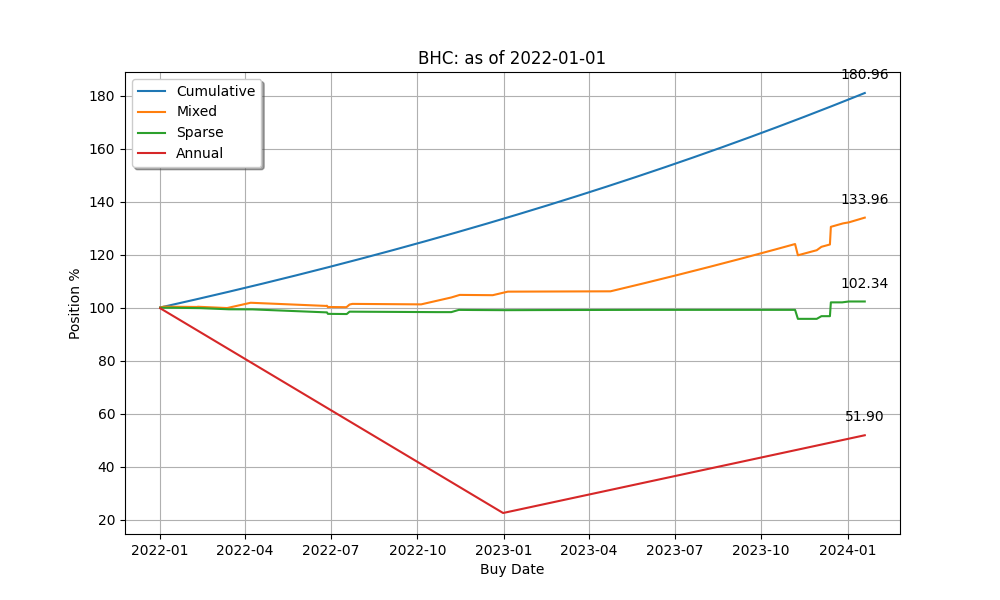 BHC: as of 2022-01-01
Cumulative
Mixed
Sparse
Annual
180.96
133.96
102.34
51.90
Position %
180
160
140
120
100
80
60
40
20
2022-01 2022-04 2022-07 2022-10 2023-01 2023-04 2023-07 2023-10 2024-01
Buy Date